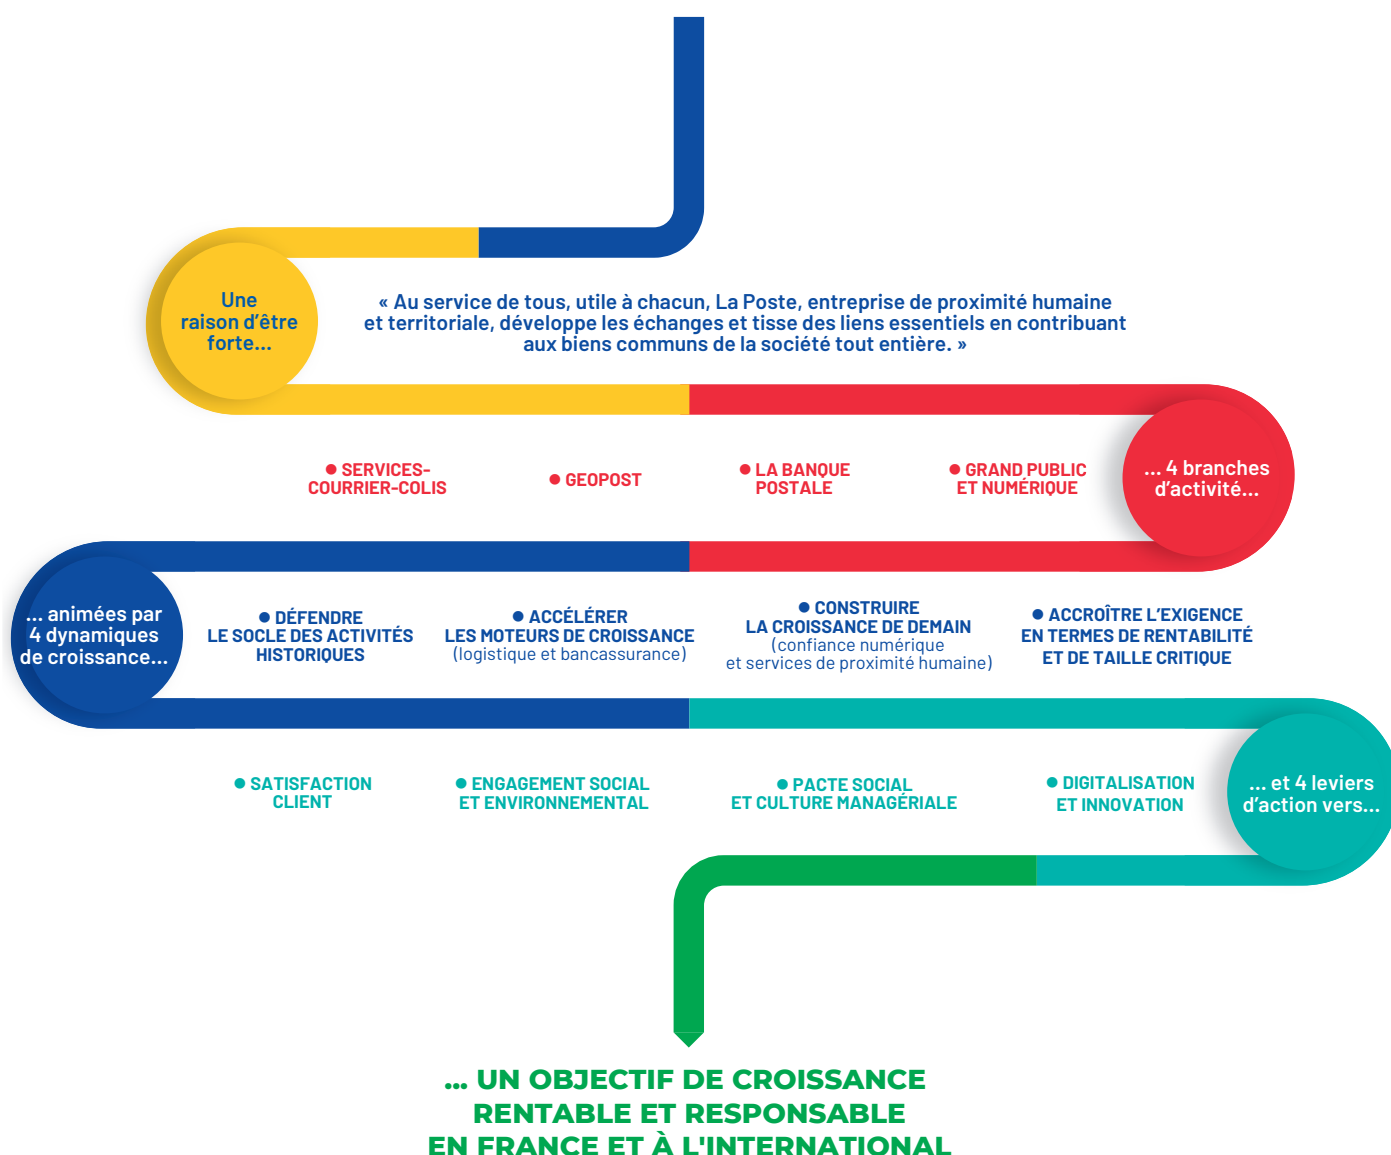 Une
raison d'être
forte...
« Au service de tous, utile à chacun, La Poste, entreprise de proximité humaine
et territoriale, développe les échanges et tisse des liens essentiels en contribuant
aux biens communs de la société tout entière. »
● SERVICES-
COURRIER-COLIS
● GEOPOST
● LA BANQUE
POSTALE
● GRAND PUBLIC
ET NUMÉRIQUE
... 4 branches
d'activité...
... animées par
4 dynamiques
de croissance...
● DÉFENDRE
LE SOCLE DES ACTIVITÉS
HISTORIQUES
● ACCÉLÉRER
LES MOTEURS DE CROISSANCE
(logistique et bancassurance)
● CONSTRUIRE
LA CROISSANCE DE DEMAIN
(confiance numérique
et services de proximité humaine)
● ACCROÎTRE L'EXIGENCE
EN TERMES DE RENTABILITÉ
ET DE TAILLE CRITIQUE
● SATISFACTION
CLIENT
● ENGAGEMENT SOCIAL
ET ENVIRONNEMENTAL
● PACTE SOCIAL
ET CULTURE MANAGÉRIALE
● DIGITALISATION
ET INNOVATION
... et 4 leviers
d'action vers...
... UN OBJECTIF DE CROISSANCE
RENTABLE ET RESPONSABLE
EN FRANCE ET À L'INTERNATIONAL